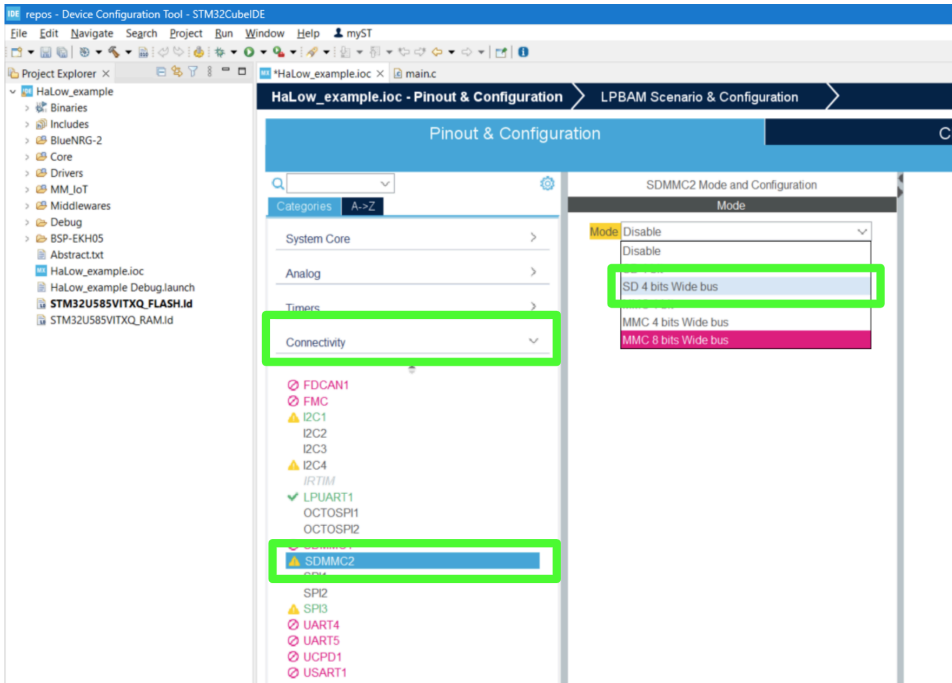 IDE repos - Device Configuration Tool - STM32CubeIDE
File Edit Navigate Search Project Run Window Help myST
Project Explorer
*HaLow_example.ioc main.c
HaLow_example
Binaries
Includes
BlueNRG-2
Core
Drivers
MM_IoT
Middlewares
Debug
BSP-EKH05
Abstract.txt
HaLow_example.ioc
HaLow_example Debug.launch
STM32U585VITXQ_FLASH.ld
STM32U585VITXQ_RAM.ld
HaLow_example.ioc - Pinout & Configuration LPBAM Scenario & Configuration
Pinout & Configuration C
Categories A->Z
System Core
Analog
Timers
Connectivity
FDCAN1
FMC
I2C1
I2C2
I2C3
I2C4
IRTIM
LPUART1
OCTOSPI1
OCTOSPI2
SDMMC2
SPI2
SPI3
UART4
UART5
UCPD1
USART1
SDMMC2 Mode and Configuration
Mode
Mode Disable
Disable
SD 4 bits Wide bus
MMC 4 bits Wide bus
MMC 8 bits Wide bus